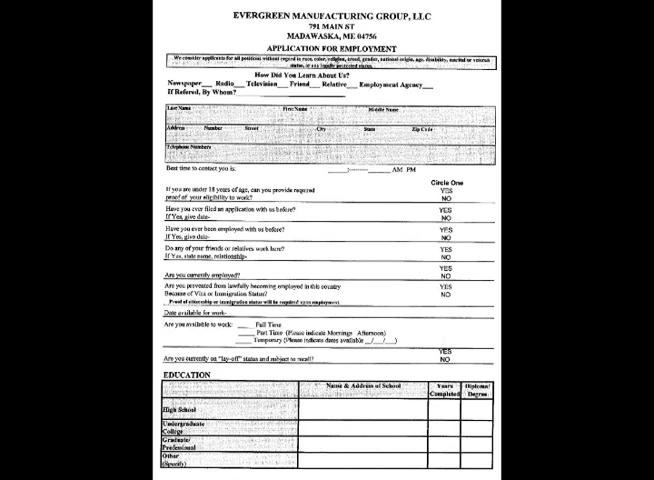 EVERGREEN MANUFACTURING GROUP, LLC
791 MAIN ST
MADAWASKA, ME 04756
APPLICATION FOR EMPLOYMENT
We consider applicants for all positions without regard to race, color, religion, creed, gender, national origin, age, disability, marital or veteran
status, or any legally protected status.
How Did You Learn About Us?
Newspaper___ Radio___ Television___ Friend___ Relative___ Employment Agency___
If Refered, By Whom? ____________________
Last Name First Name Middle Name
Address Number Street City State Zip Code
Telephone Numbers
Best time to contact you is: _____:_____ _____ AM PM
Circle One
If you are under 18 years of age, can you provide required YES
proof of your eligibility to work? NO
Have you ever filed an application with us before? YES
If Yes, give date- NO
Have you ever been employed with us before? YES
If Yes, give date- NO
Do any of your friends or relatives work here? YES
If Yes, state name, relationship- NO
YES
Are you currently employed? NO
Are you prevented from lawfully becoming employed in this country YES
Because of Visa or Immigration Status? NO
Proof of citizenship or immigration status will be required upon employment.
Date available for work-
Are you available to work: ____ Full Time
____ Part Time (Please indicate Mornings Afternoon)
____ Temporary (Please indicate dates available __/__/__)
YES
Are you currently on "lay-off" status and subject to recall? NO
EDUCATION
Name & Address of School Years Completed Diploma/ Degree
High School
Undergraduate
College
Graduate/
Professional
Other
(Specify)